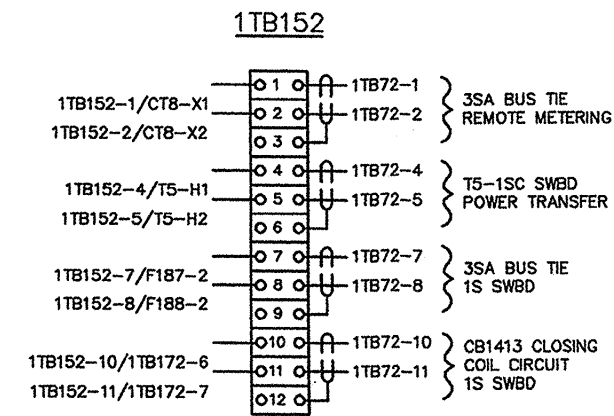 1TB152
1 1TB72-1
1TB152-1/CT8-X1
2 1TB72-2
1TB152-2/CT8-X2
3
3SA BUS TIE
REMOTE METERING
4 1TB72-4
1TB152-4/T5-H1
5 1TB72-5
1TB152-5/T5-H2
6
T5-1SC SWBD
POWER TRANSFER
7 1TB72-7
1TB152-7/F187-2
8 1TB72-8
1TB152-8/F188-2
9
3SA BUS TIE
1S SWBD
10 1TB72-10
1TB152-10/1TB172-6
11 1TB72-11
1TB152-11/1TB172-7
12
CB1413 CLOSING
COIL CIRCUIT
1S SWBD